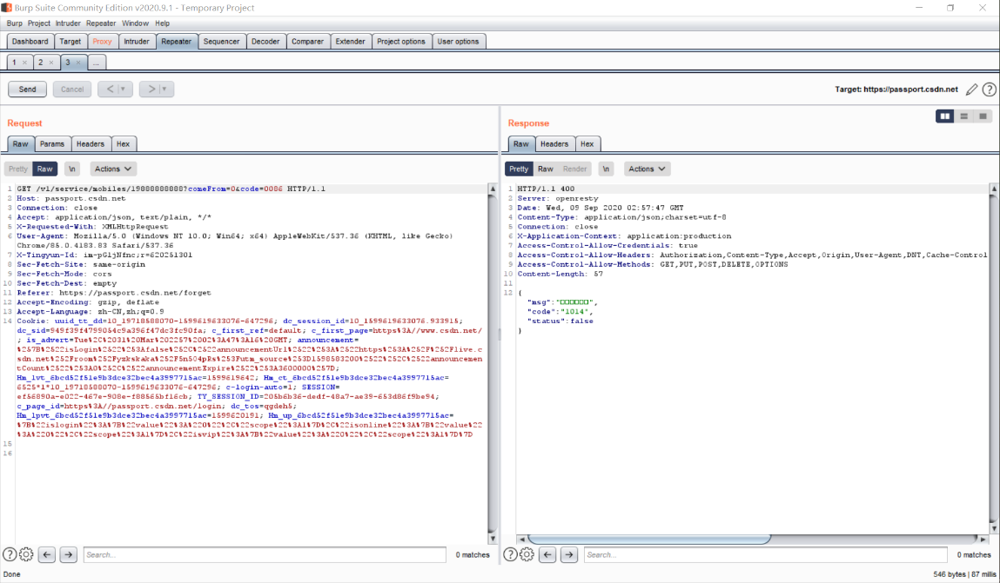 Burp Suite Community Edition v2020.9.1 - Temporary Project
Burp Project Intruder Repeater Window Help
Dashboard Target Proxy Intruder Repeater Sequencer Decoder Comparer Extender Project options User options
1 × 2 × 3 × ...
Send Cancel < > Target: https://passport.csdn.net ?
Request
Raw Params Headers Hex
Pretty Raw \n Actions
1 GET /v1/service/mobiles/19888888888?comeFrom=0&code=0086 HTTP/1.1
2 Host: passport.csdn.net
3 Connection: close
4 Accept: application/json, text/plain, */*
5 X-Requested-With: XMLHttpRequest
6 User-Agent: Mozilla/5.0 (Windows NT 10.0; Win64; x64) AppleWebKit/537.36 (KHTML, like Gecko)
Chrome/85.0.4183.83 Safari/537.36
7 X-Tingyun-Id: im-pGljNfnc;r=620251301
8 Sec-Fetch-Site: same-origin
9 Sec-Fetch-Mode: cors
10 Sec-Fetch-Dest: empty
11 Referer: https://passport.csdn.net/forget
12 Accept-Encoding: gzip, deflate
13 Accept-Language: zh-CN,zh;q=0.9
14 Cookie: uuid_tt_dd=10_19718588070-1599619633076-647296; dc_session_id=10_1599619633076.933915;
dc_sid=949f39f4799054c9a396f47dc3fc90fa; c_first_ref=default; c_first_page=https%3A//www.csdn.net/
; is_advert=Tue%2C%2031%20Mar%202257%2002%3A47%3A16%20GMT; announcement=
%257B%2522isLogin%2522%253Afalse%252C%2522announcementUrl%2522%253A%2522https%253A%252F%252Flive.c
sdn.net%252Froom%252Fyzkskaka%252F5n504pRs%253Futm_source%253D1598583200%2522%252C%2522announcemen
tCount%2522%253A0%252C%2522announcementExpire%2522%253A3600000%257D;
Hm_lvt_6bcd52f51e9b3dce32bec4a3997715ac=1599619642; Hm_ct_6bcd52f51e9b3dce32bec4a3997715ac=
6525*1*10_19718588070-1599619633076-647296; c-login-auto=1; SESSION=
ef56890a-e022-467e-908e-f88565bf16cb; TY_SESSION_ID=205b6b36-dedf-48a7-ae39-653d86f9be94;
c_page_id=https%3A//passport.csdn.net/login; dc_tos=qgdeh5;
Hm_lpvt_6bcd52f51e9b3dce32bec4a3997715ac=1599620191; Hm_up_6bcd52f51e9b3dce32bec4a3997715ac=
%7B%22islogin%22%3A%7B%22value%22%3A%220%22%2C%22scope%22%3A1%7D%2C%22isonline%22%3A%7B%22value%22
%3A%220%22%2C%22scope%22%3A1%7D%2C%22isvip%22%3A%7B%22value%22%3A%220%22%2C%22scope%22%3A1%7D%7D
15
16
Search... 0 matches
Response
Raw Headers Hex
Pretty Raw Render \n Actions
1 HTTP/1.1 400
2 Server: openresty
3 Date: Wed, 09 Sep 2020 02:57:47 GMT
4 Content-Type: application/json;charset=utf-8
5 Connection: close
6 X-Application-Context: application:production
7 Access-Control-Allow-Credentials: true
8 Access-Control-Allow-Headers: Authorization,Content-Type,Accept,Origin,User-Agent,DNT,Cache-Control
9 Access-Control-Allow-Methods: GET,PUT,POST,DELETE,OPTIONS
10 Content-Length: 57
11
12 {
"msg":"□□□□□□",
"code":"1014",
"status":false
}
Search... 0 matches
Done 546 bytes | 87 millis